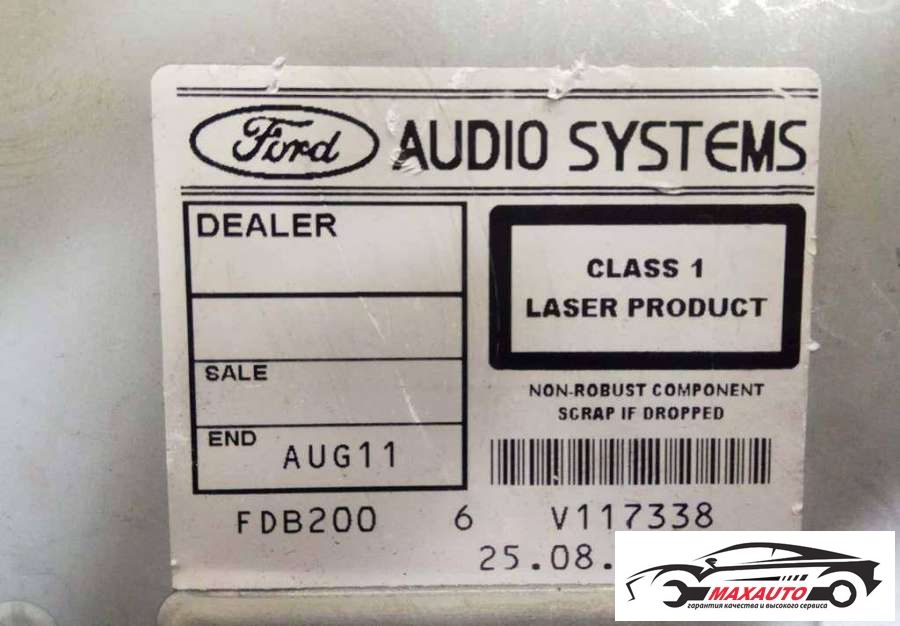 Ford AUDIO SYSTEMS
DEALER
CLASS 1
LASER PRODUCT
SALE
NON-ROBUST COMPONENT
SCRAP IF DROPPED
END AUG11
FDB200 6 V117338
25.08.
MAXAUTO
гарантия качества и высокого сервиса